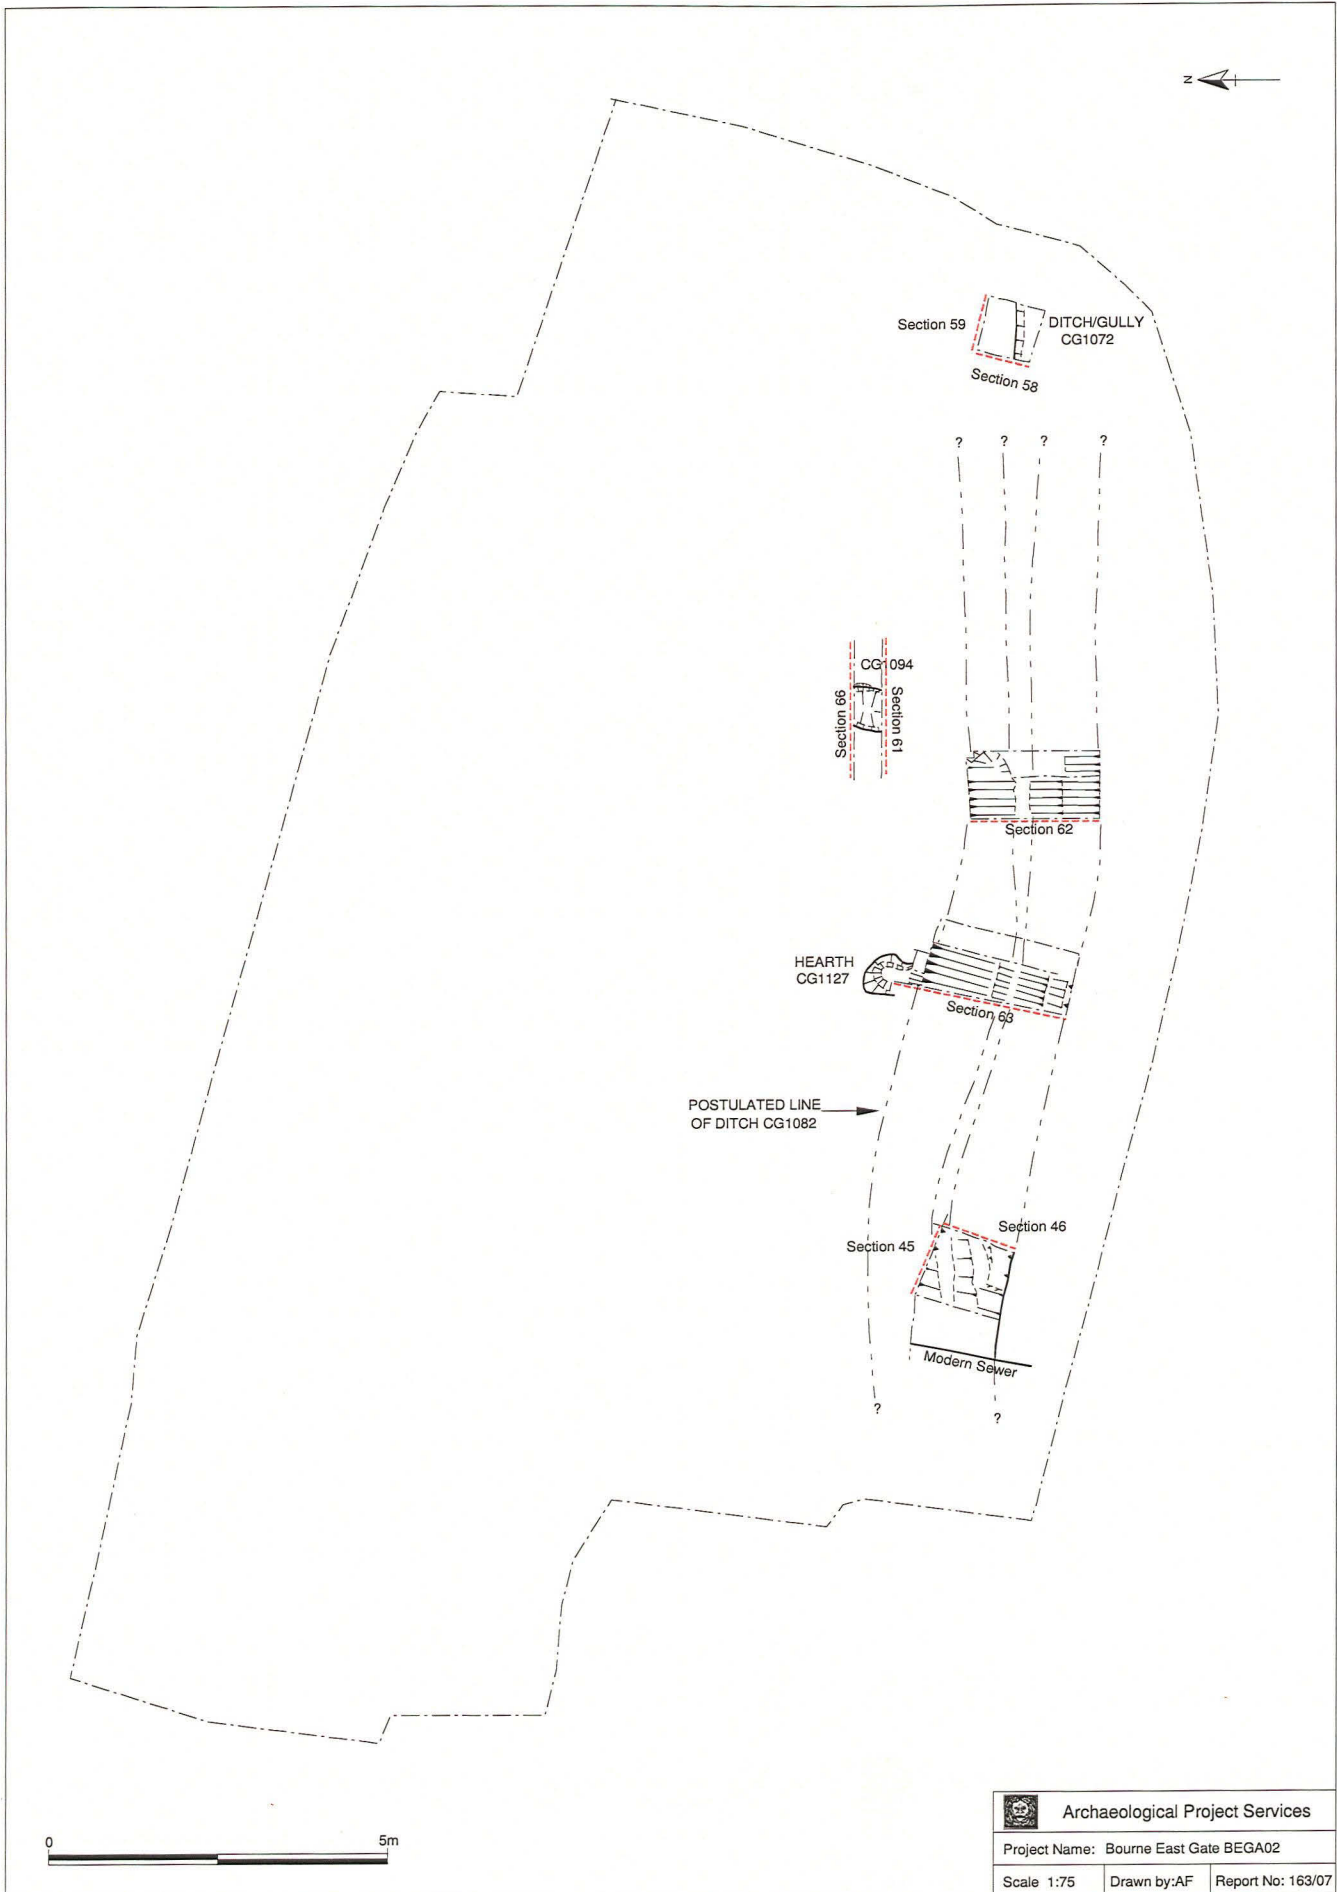 N
Section 59
DITCH/GULLY
CG1072
Section 58
? ? ? ?
CG1094
Section 66
Section 61
Section 62
HEARTH
CG1127
Section 63
POSTULATED LINE
OF DITCH CG1082
Section 46
Section 45
Modern Sewer
? ?
0 5m
Archaeological Project Services
Project Name: Bourne East Gate BEGA02
Scale 1:75 Drawn by:AF Report No: 163/07